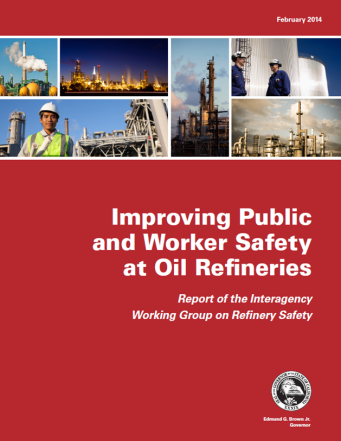 February 2014
Improving Public
and Worker Safety
at Oil Refineries
Report of the Interagency
Working Group on Refinery Safety
Edmund G. Brown Jr.
Governor